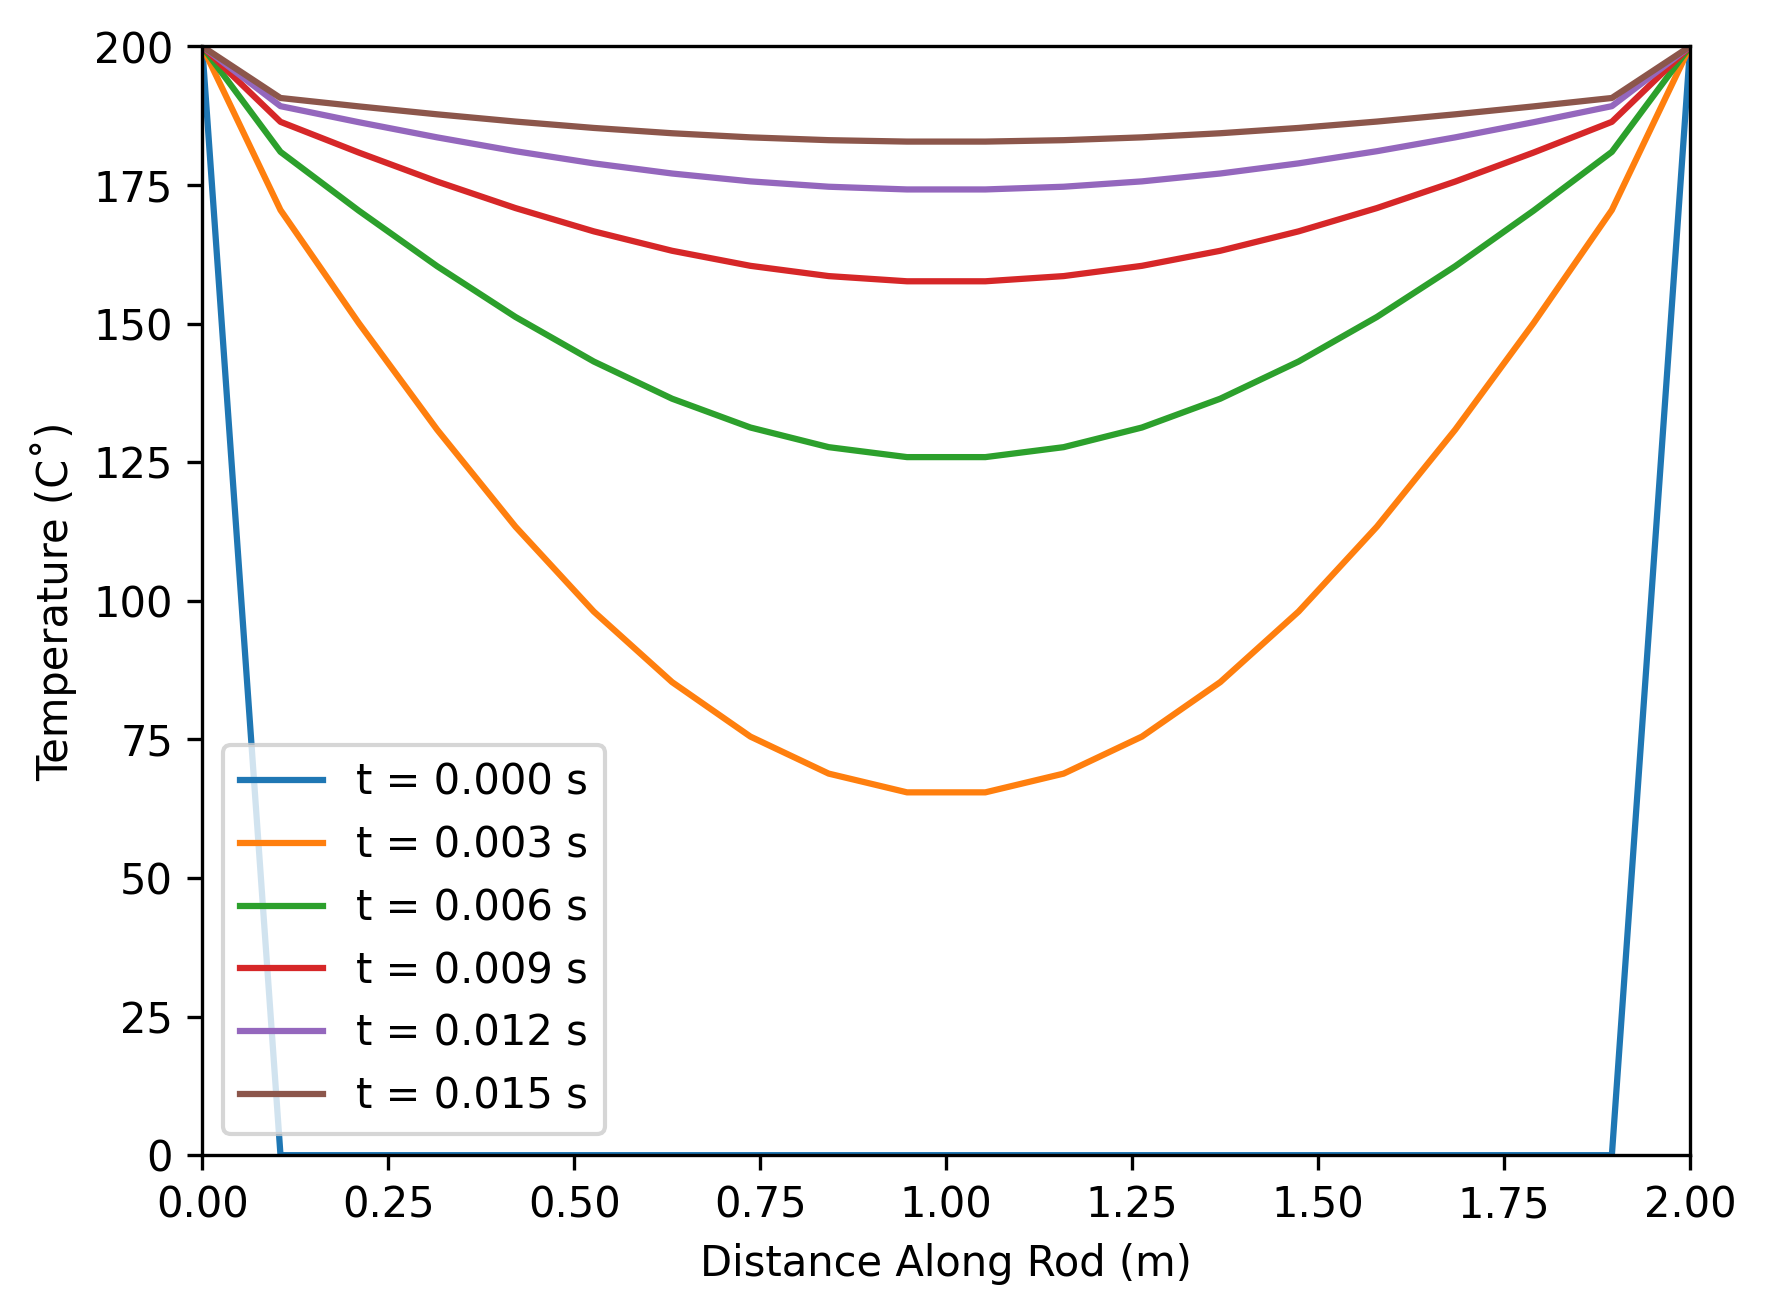 200
175
150
125
100
75
50
25
0
Temperature (C˚)
t = 0.000 s
t = 0.003 s
t = 0.006 s
t = 0.009 s
t = 0.012 s
t = 0.015 s
0.00 0.25 0.50 0.75 1.00 1.25 1.50 1.75 2.00
Distance Along Rod (m)